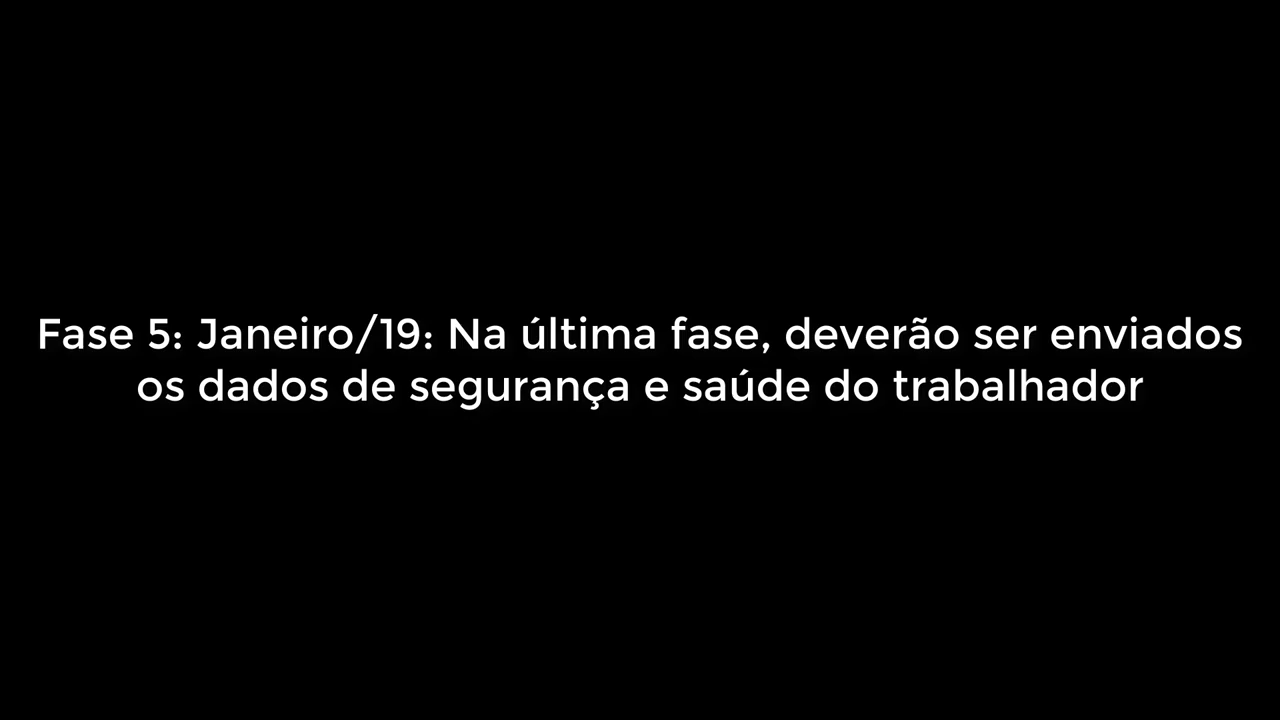 Fase 5: Janeiro/19: Na última fase, deverão ser enviados
os dados de segurança e saúde do trabalhador